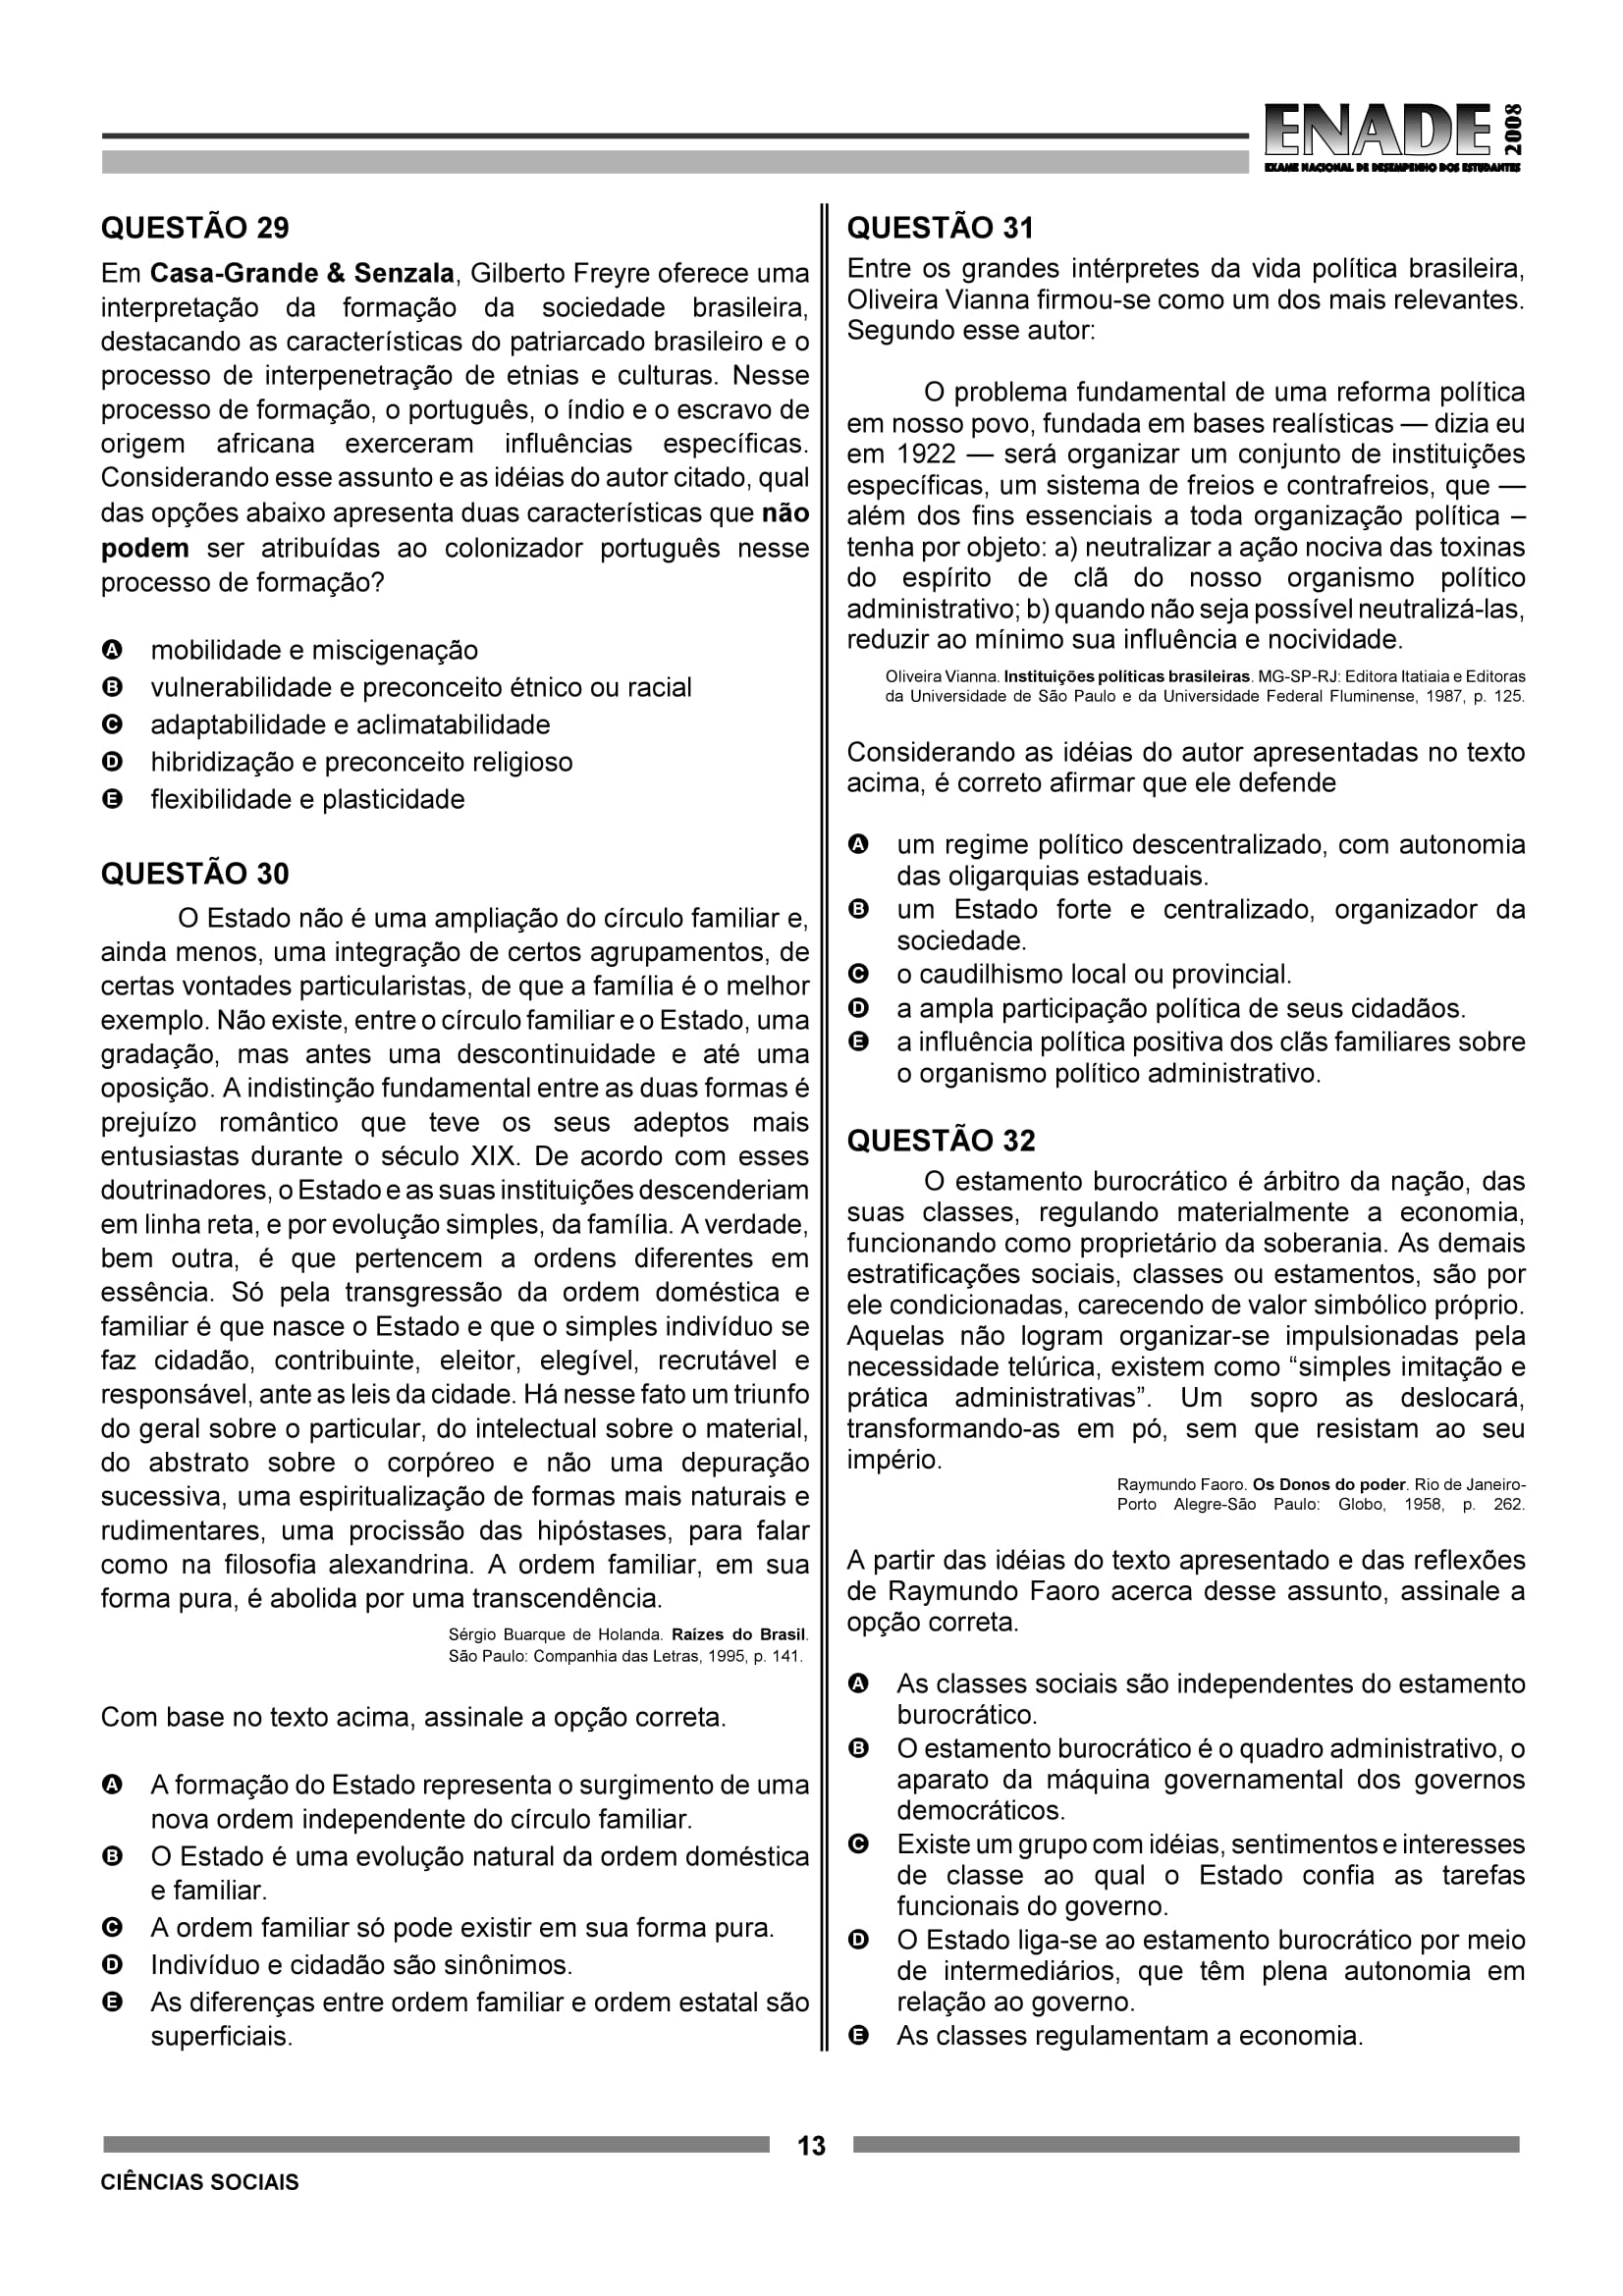 ENADE 2008
EXAME NACIONAL DE DESEMPENHO DOS ESTUDANTES
QUESTÃO 29
Em Casa-Grande & Senzala, Gilberto Freyre oferece uma
interpretação da formação da sociedade brasileira,
destacando as características do patriarcado brasileiro e o
processo de interpenetração de etnias e culturas. Nesse
processo de formação, o português, o índio e o escravo de
origem africana exerceram influências específicas.
Considerando esse assunto e as idéias do autor citado, qual
das opções abaixo apresenta duas características que não
podem ser atribuídas ao colonizador português nesse
processo de formação?
A mobilidade e miscigenação
B vulnerabilidade e preconceito étnico ou racial
C adaptabilidade e aclimatabilidade
D hibridização e preconceito religioso
E flexibilidade e plasticidade
QUESTÃO 30
O Estado não é uma ampliação do círculo familiar e,
ainda menos, uma integração de certos agrupamentos, de
certas vontades particularistas, de que a família é o melhor
exemplo. Não existe, entre o círculo familiar e o Estado, uma
gradação, mas antes uma descontinuidade e até uma
oposição. A indistinção fundamental entre as duas formas é
prejuízo romântico que teve os seus adeptos mais
entusiastas durante o século XIX. De acordo com esses
doutrinadores, o Estado e as suas instituições descenderiam
em linha reta, e por evolução simples, da família. A verdade,
bem outra, é que pertencem a ordens diferentes em
essência. Só pela transgressão da ordem doméstica e
familiar é que nasce o Estado e que o simples indivíduo se
faz cidadão, contribuinte, eleitor, elegível, recrutável e
responsável, ante as leis da cidade. Há nesse fato um triunfo
do geral sobre o particular, do intelectual sobre o material,
do abstrato sobre o corpóreo e não uma depuração
sucessiva, uma espiritualização de formas mais naturais e
rudimentares, uma procissão das hipóstases, para falar
como na filosofia alexandrina. A ordem familiar, em sua
forma pura, é abolida por uma transcendência.
Sérgio Buarque de Holanda. Raízes do Brasil.
São Paulo: Companhia das Letras, 1995, p. 141.
Com base no texto acima, assinale a opção correta.
A A formação do Estado representa o surgimento de uma
nova ordem independente do círculo familiar.
B O Estado é uma evolução natural da ordem doméstica
e familiar.
C A ordem familiar só pode existir em sua forma pura.
D Indivíduo e cidadão são sinônimos.
E As diferenças entre ordem familiar e ordem estatal são
superficiais.
QUESTÃO 31
Entre os grandes intérpretes da vida política brasileira,
Oliveira Vianna firmou-se como um dos mais relevantes.
Segundo esse autor:
O problema fundamental de uma reforma política
em nosso povo, fundada em bases realísticas — dizia eu
em 1922 — será organizar um conjunto de instituições
específicas, um sistema de freios e contrafreios, que —
além dos fins essenciais a toda organização política –
tenha por objeto: a) neutralizar a ação nociva das toxinas
do espírito de clã do nosso organismo político
administrativo; b) quando não seja possível neutralizá-las,
reduzir ao mínimo sua influência e nocividade.
Oliveira Vianna. Instituições políticas brasileiras. MG-SP-RJ: Editora Itatiaia e Editoras
da Universidade de São Paulo e da Universidade Federal Fluminense, 1987, p. 125.
Considerando as idéias do autor apresentadas no texto
acima, é correto afirmar que ele defende
A um regime político descentralizado, com autonomia
das oligarquias estaduais.
B um Estado forte e centralizado, organizador da
sociedade.
C o caudilhismo local ou provincial.
D a ampla participação política de seus cidadãos.
E a influência política positiva dos clãs familiares sobre
o organismo político administrativo.
QUESTÃO 32
O estamento burocrático é árbitro da nação, das
suas classes, regulando materialmente a economia,
funcionando como proprietário da soberania. As demais
estratificações sociais, classes ou estamentos, são por
ele condicionadas, carecendo de valor simbólico próprio.
Aquelas não logram organizar-se impulsionadas pela
necessidade telúrica, existem como “simples imitação e
prática administrativas”. Um sopro as deslocará,
transformando-as em pó, sem que resistam ao seu
império.
Raymundo Faoro. Os Donos do poder. Rio de Janeiro-
Porto Alegre-São Paulo: Globo, 1958, p. 262.
A partir das idéias do texto apresentado e das reflexões
de Raymundo Faoro acerca desse assunto, assinale a
opção correta.
A As classes sociais são independentes do estamento
burocrático.
B O estamento burocrático é o quadro administrativo, o
aparato da máquina governamental dos governos
democráticos.
C Existe um grupo com idéias, sentimentos e interesses
de classe ao qual o Estado confia as tarefas
funcionais do governo.
D O Estado liga-se ao estamento burocrático por meio
de intermediários, que têm plena autonomia em
relação ao governo.
E As classes regulamentam a economia.
13
CIÊNCIAS SOCIAIS